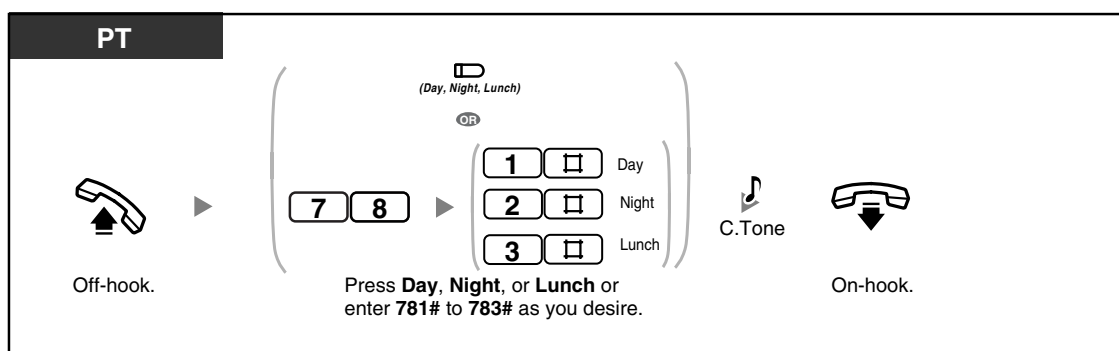 PT
(Day, Night, Lunch)
OR
1 # Day
7 8 2 # Night
3 # Lunch
C.Tone
Off-hook.
Press Day, Night, or Lunch or
enter 781# to 783# as you desire.
On-hook.